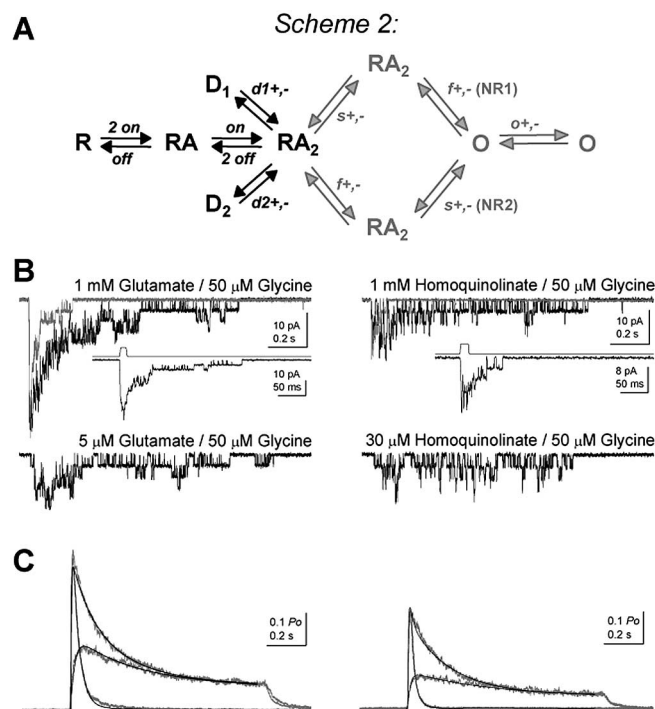 A
Scheme 2:
RA2
D1
d1+,-
f+,- (NR1)
s+,-
2 on
on
o+,-
R
RA
RA2
O
O
off
2 off
D2
d2+,-
f+,-
s+,- (NR2)
RA2
B
1 mM Glutamate / 50 µM Glycine
1 mM Homoquinolinate / 50 µM Glycine
10 pA
0.2 s
10 pA
0.2 s
10 pA
50 ms
8 pA
50 ms
5 µM Glutamate / 50 µM Glycine
30 µM Homoquinolinate / 50 µM Glycine
C
0.1 Po
0.2 s
0.1 Po
0.2 s